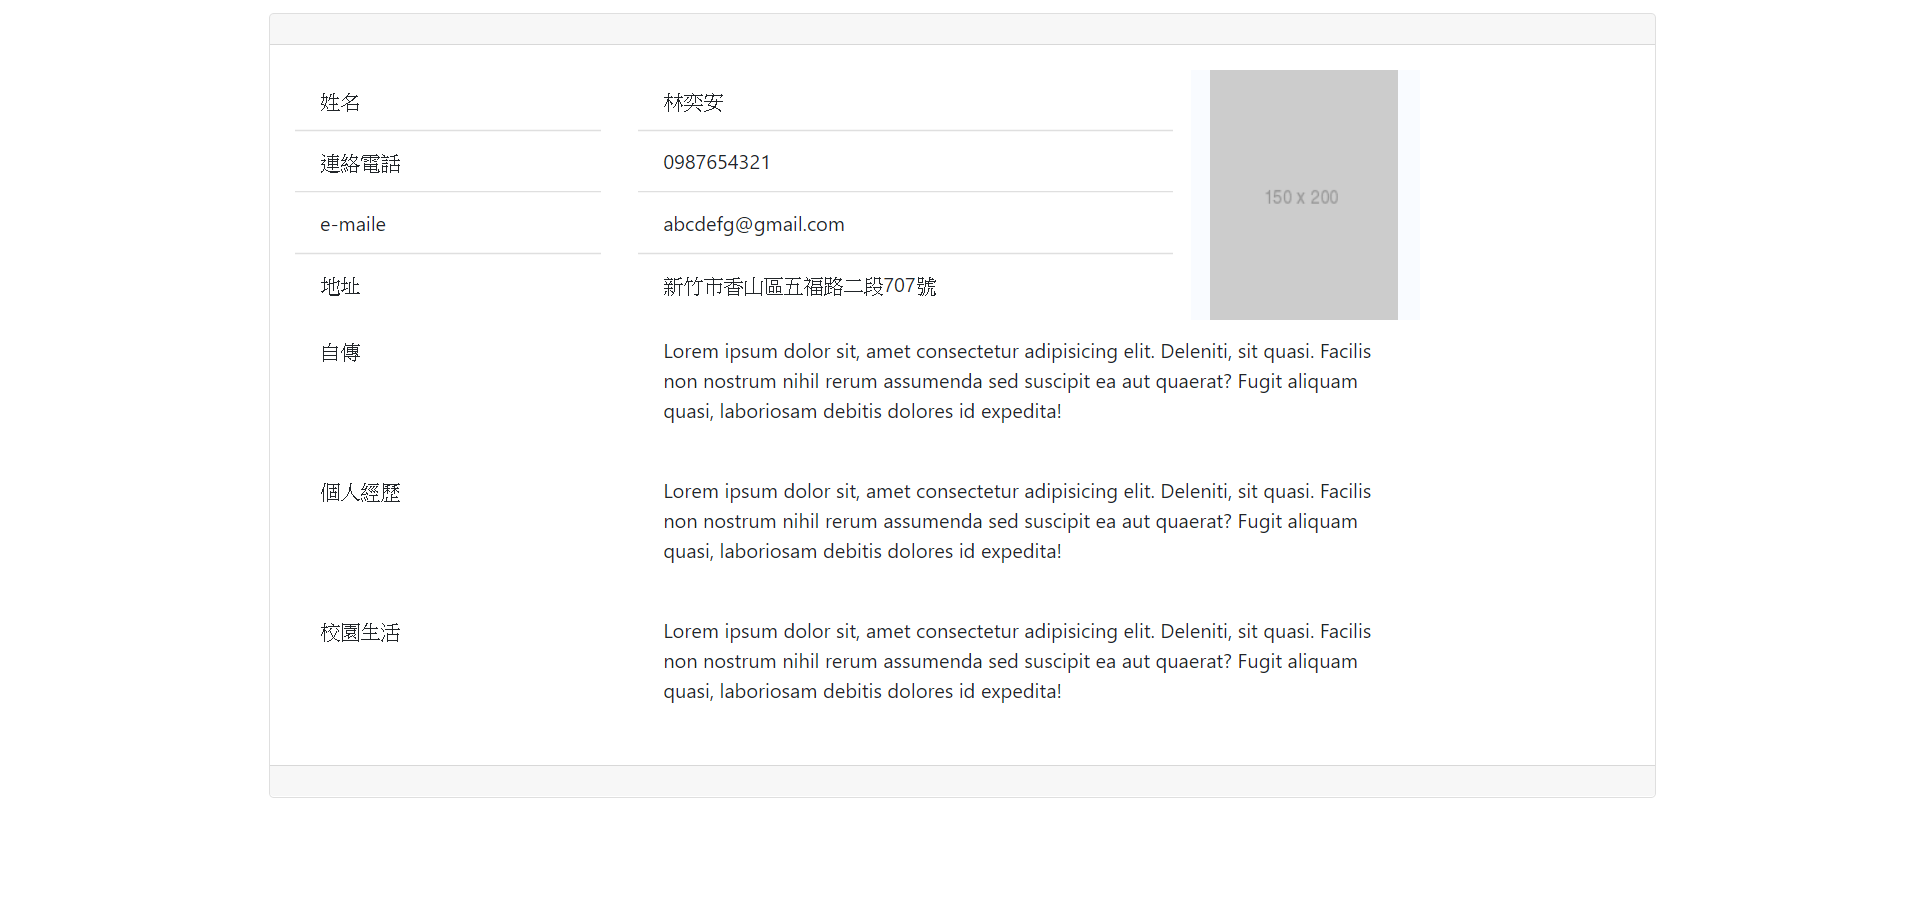 姓名
林奕安
連絡電話
0987654321
e-maile
abcdefg@gmail.com
地址
新竹市香山區五福路二段707號
150 x 200
自傳
Lorem ipsum dolor sit, amet consectetur adipisicing elit. Deleniti, sit quasi. Facilis
non nostrum nihil rerum assumenda sed suscipit ea aut quaerat? Fugit aliquam
quasi, laboriosam debitis dolores id expedita!
個人經歷
Lorem ipsum dolor sit, amet consectetur adipisicing elit. Deleniti, sit quasi. Facilis
non nostrum nihil rerum assumenda sed suscipit ea aut quaerat? Fugit aliquam
quasi, laboriosam debitis dolores id expedita!
校園生活
Lorem ipsum dolor sit, amet consectetur adipisicing elit. Deleniti, sit quasi. Facilis
non nostrum nihil rerum assumenda sed suscipit ea aut quaerat? Fugit aliquam
quasi, laboriosam debitis dolores id expedita!